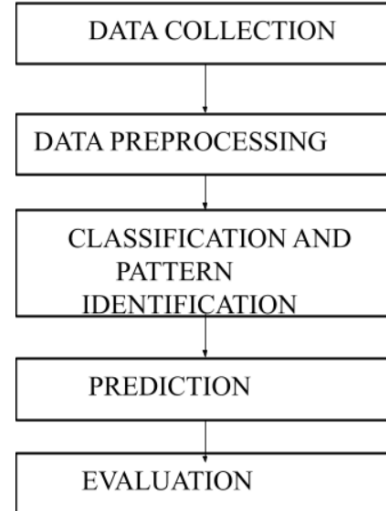 DATA COLLECTION
DATA PREPROCESSING
CLASSIFICATION AND
PATTERN
IDENTIFICATION
PREDICTION
EVALUATION